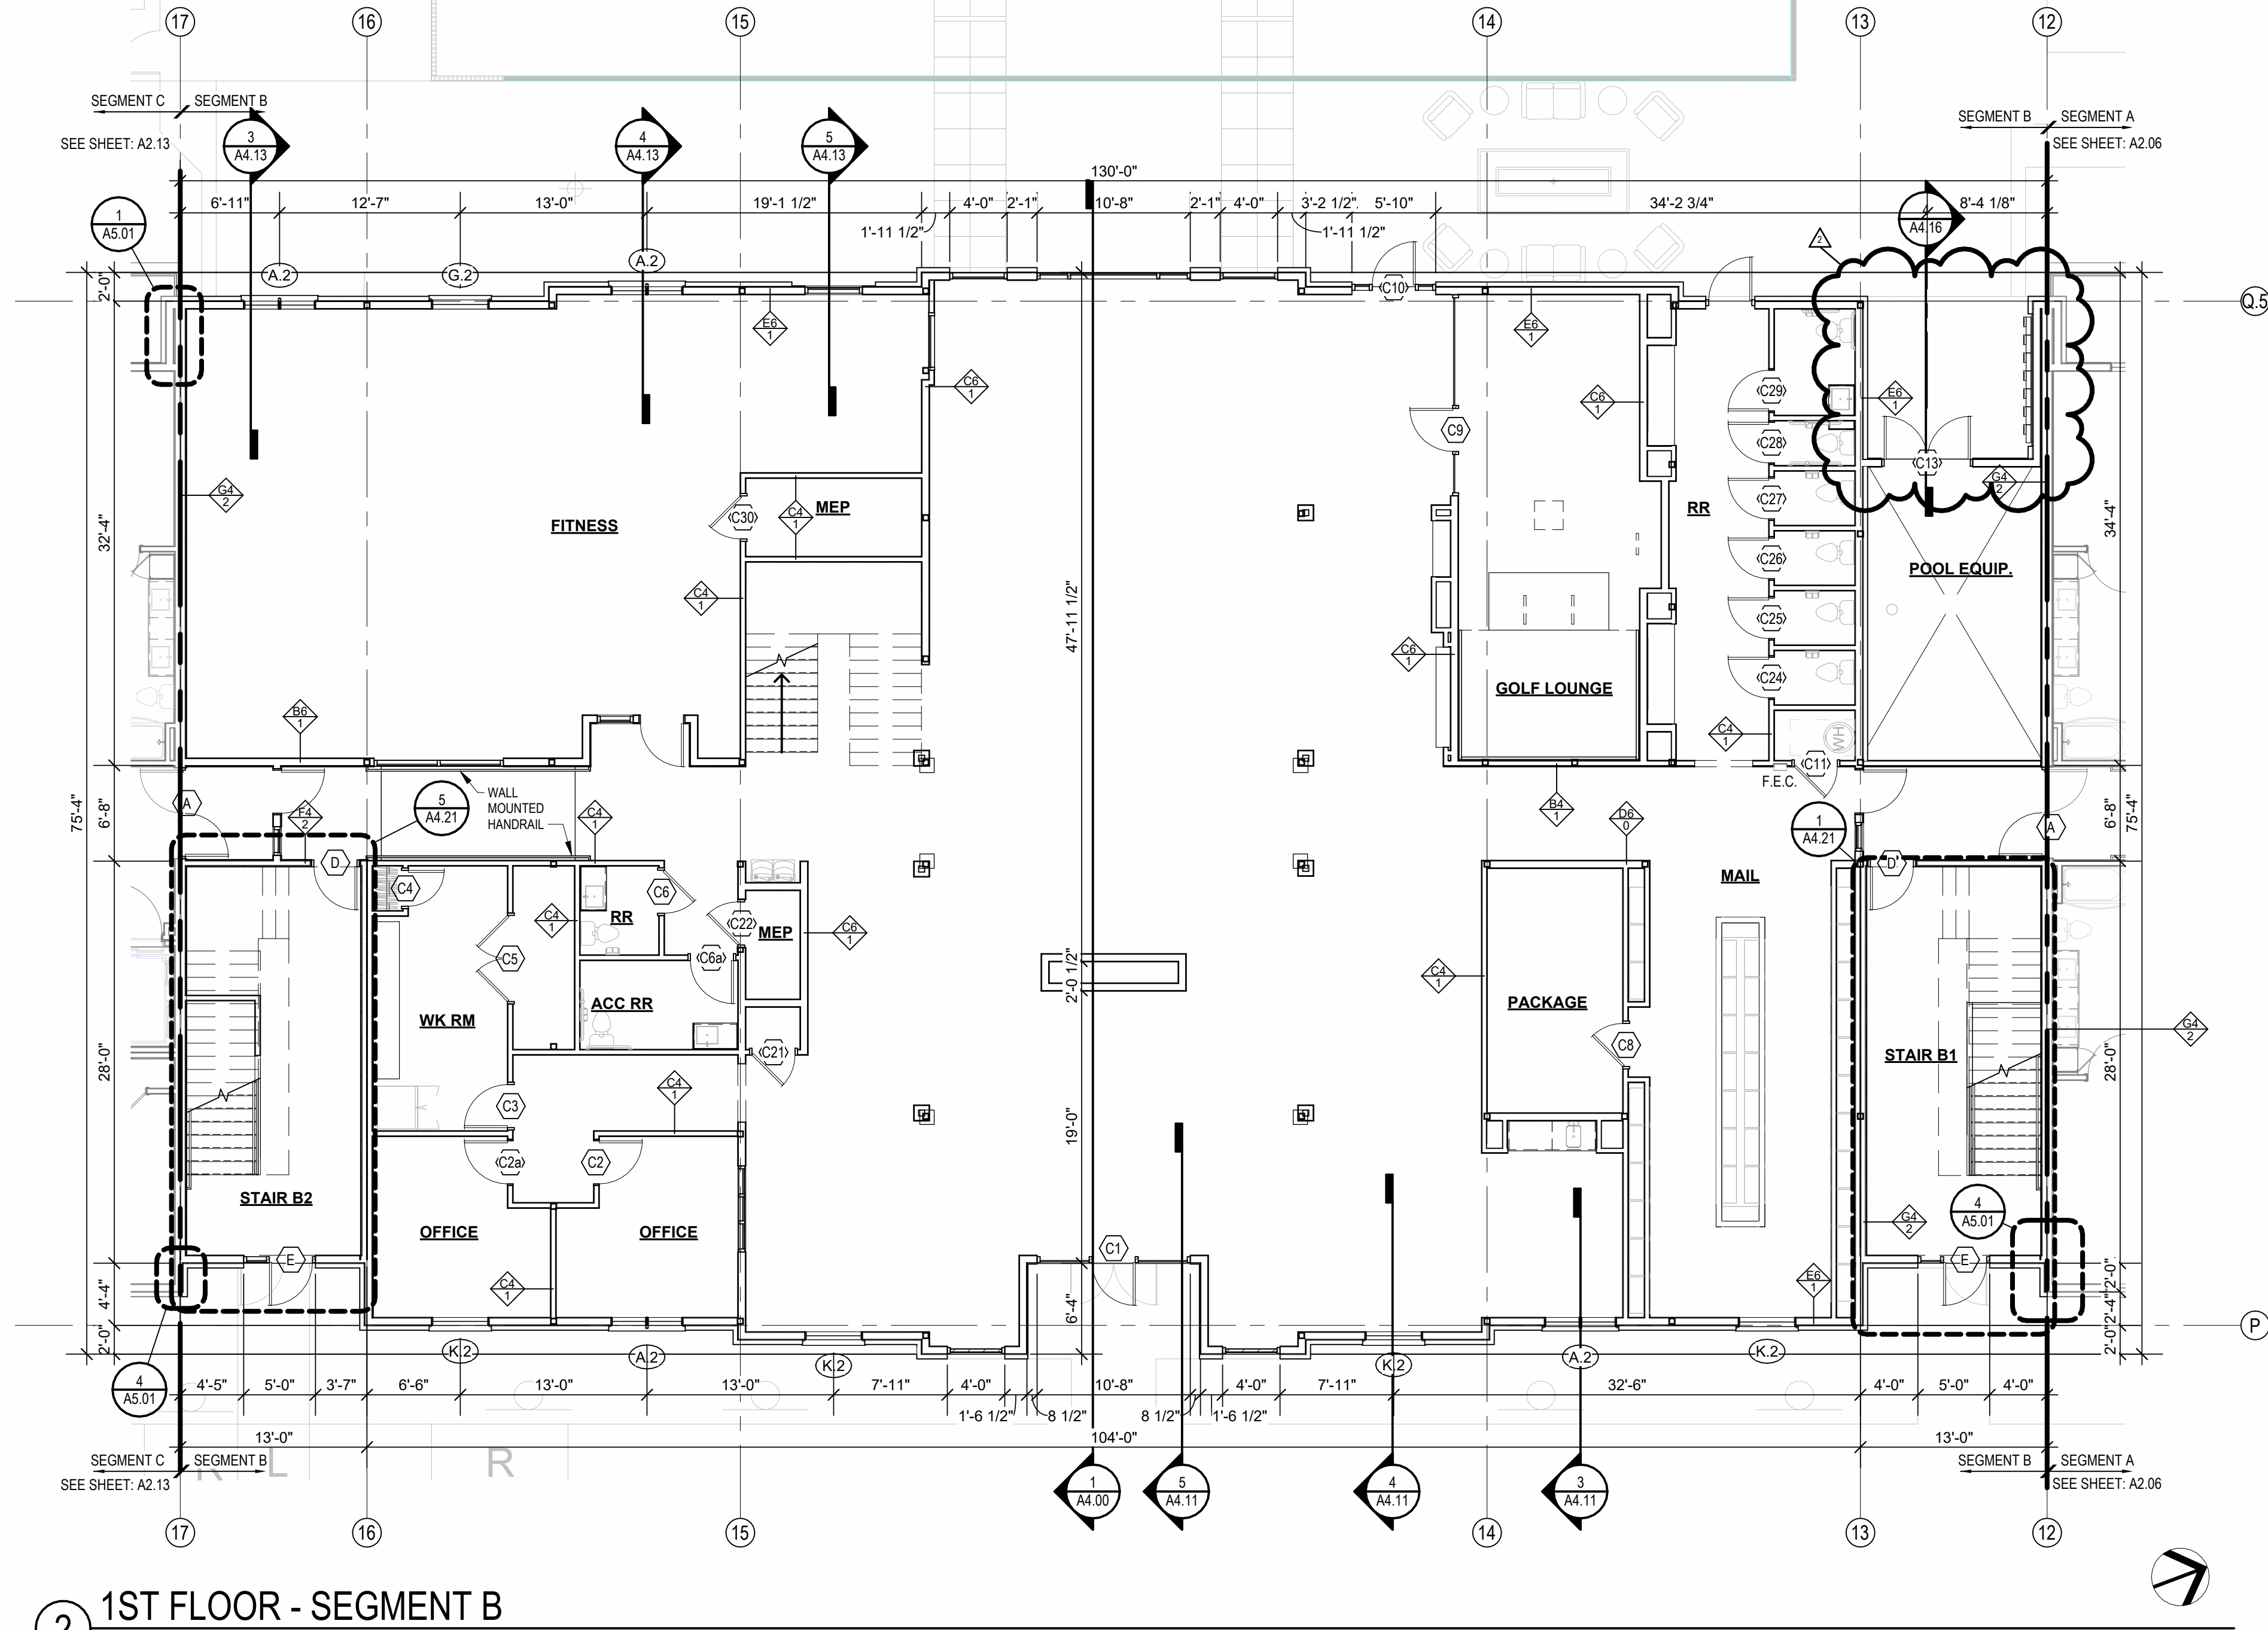 17
16
15
14
13
12
SEGMENT C
SEGMENT B
SEE SHEET: A2.13
SEGMENT B
SEGMENT A
SEE SHEET: A2.06
3
A4.13
4
A4.13
5
A4.13
130'-0"
6'-11"
12'-7"
13'-0"
19'-1 1/2"
4'-0"
2'-1"
10'-8"
2'-1"
4'-0"
3'-2 1/2"
5'-10"
34'-2 3/4"
8'-4 1/8"
1'-11 1/2"
1'-11 1/2"
1
A5.01
A4.16
2
A.2
G.2
A.2
C10
2'-0"
Q.5
E6
1
E6
1
C6
1
C6
1
C29
E6
1
C9
C28
C13
G4
2
G4
2
C30
C4
1
MEP
FITNESS
C27
RR
32'-4"
34'-4"
C26
POOL EQUIP.
C4
1
47'-11 1/2"
C25
C6
1
GOLF LOUNGE
C24
B6
1
C4
1
WH
C11
F.E.C.
75'-4"
6'-8"
A
F4
2
5
A4.21
WALL
MOUNTED
HANDRAIL
C4
1
B4
1
D6
0
1
A4.21
A
6'-8"
75'-4"
D
C4
C6
C4
1
RR
C22
MEP
C6
1
MAIL
D
C5
C6a
2'-0 1/2"
C4
1
WK RM
ACC RR
PACKAGE
C21
C8
STAIR B1
G4
2
28'-0"
28'-0"
C4
1
C3
19'-0"
C2a
C2
STAIR B2
OFFICE
OFFICE
4
A5.01
G4
2
E
C1
E
C4
1
E6
1
4'-4"
2'-0"
6'-4"
2'-0"
2'-4"
2'-0"
P
K.2
A.2
K.2
K.2
A.2
K.2
4
A5.01
4'-5"
5'-0"
3'-7"
6'-6"
13'-0"
13'-0"
7'-11"
4'-0"
10'-8"
4'-0"
7'-11"
32'-6"
4'-0"
5'-0"
4'-0"
1'-6 1/2"
8 1/2"
8 1/2"
1'-6 1/2"
13'-0"
104'-0"
13'-0"
SEGMENT C
SEGMENT B
SEE SHEET: A2.13
L
R
SEGMENT B
SEGMENT A
SEE SHEET: A2.06
1
A4.00
5
A4.11
4
A4.11
3
A4.11
17
16
15
14
13
12
2
1ST FLOOR - SEGMENT B